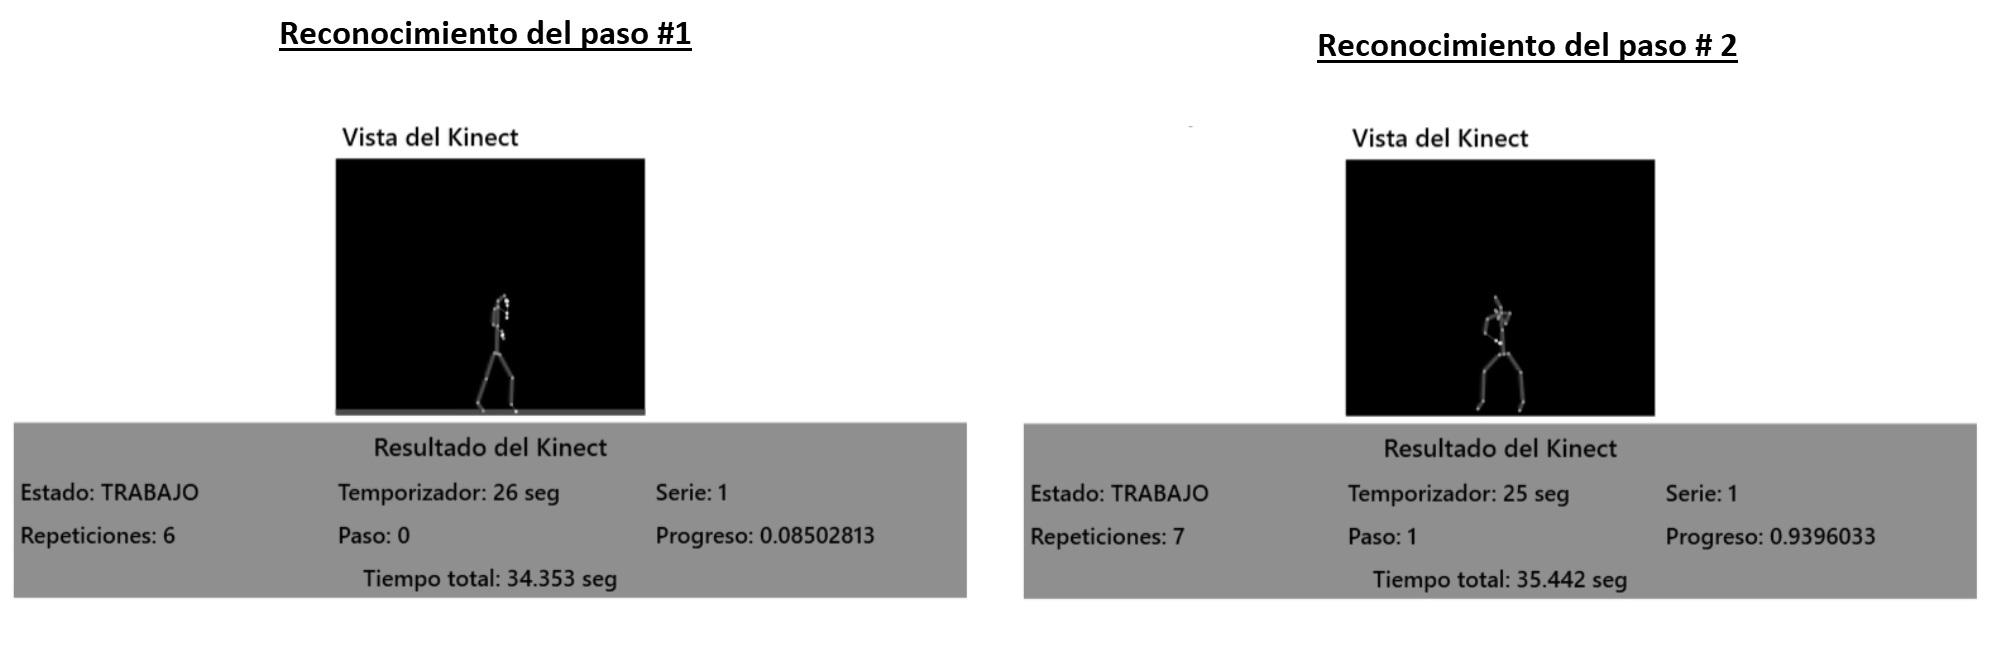 Reconocimiento del paso #1
Vista del Kinect
Resultado del Kinect
Estado: TRABAJO Temporizador: 26 seg Serie: 1
Repeticiones: 6 Paso: 0 Progreso: 0.08502813
Tiempo total: 34.353 seg
Reconocimiento del paso # 2
Vista del Kinect
Resultado del Kinect
Estado: TRABAJO Temporizador: 25 seg Serie: 1
Repeticiones: 7 Paso: 1 Progreso: 0.9396033
Tiempo total: 35.442 seg